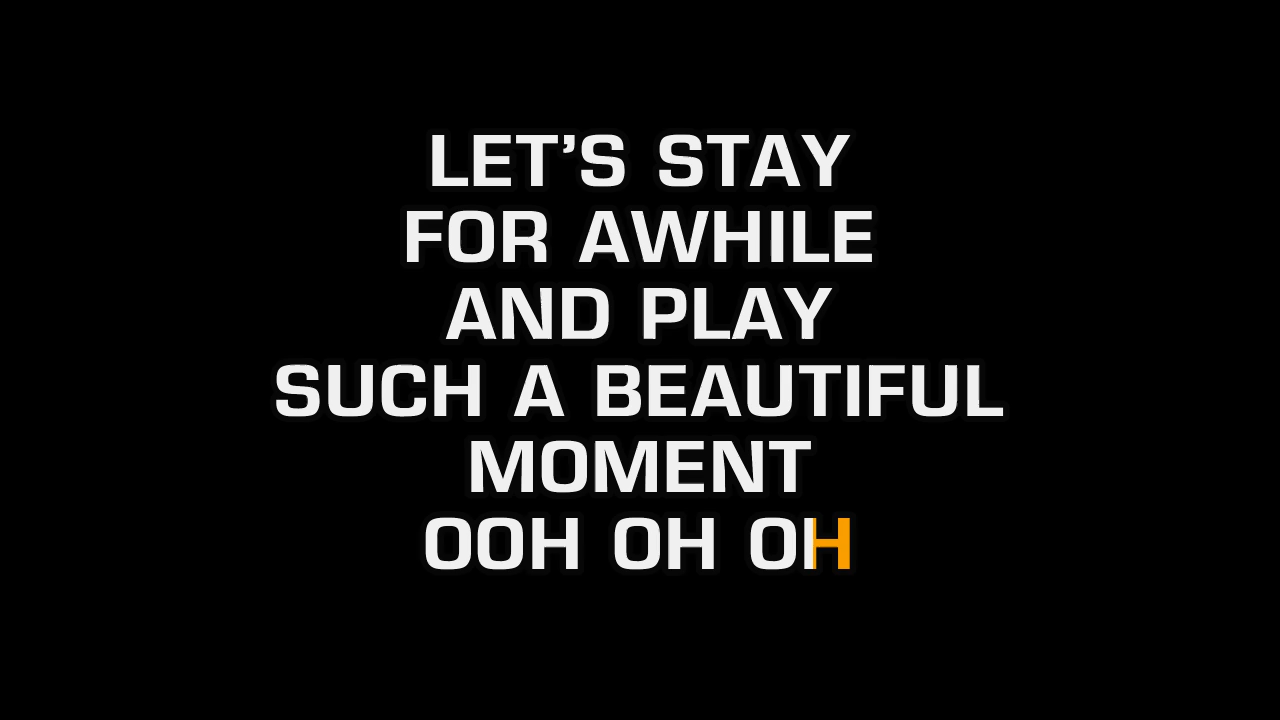 LET’S STAY
FOR AWHILE
AND PLAY
SUCH A BEAUTIFUL
MOMENT
OOH OH OH